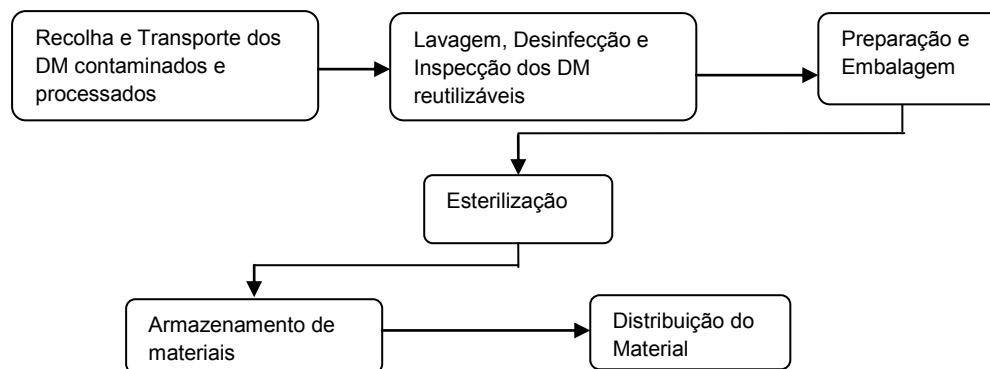 Recolha e Transporte dos
DM contaminados e
processados
Lavagem, Desinfecção e
Inspecção dos DM
reutilizáveis
Preparação e
Embalagem
Esterilização
Armazenamento de
materiais
Distribuição do
Material